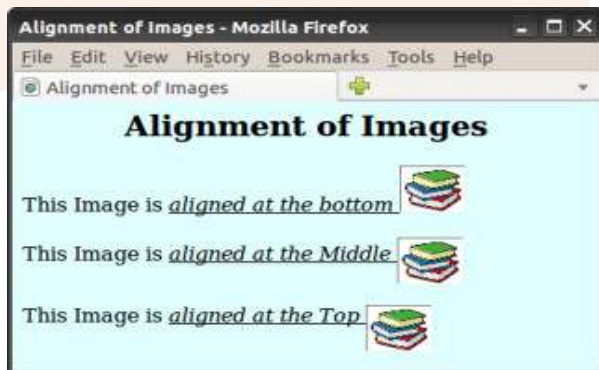 Alignment of Images - Mozilla Firefox
File Edit View History Bookmarks Tools Help
Alignment of Images
Alignment of Images
This Image is aligned at the bottom
This Image is aligned at the Middle
This Image is aligned at the Top